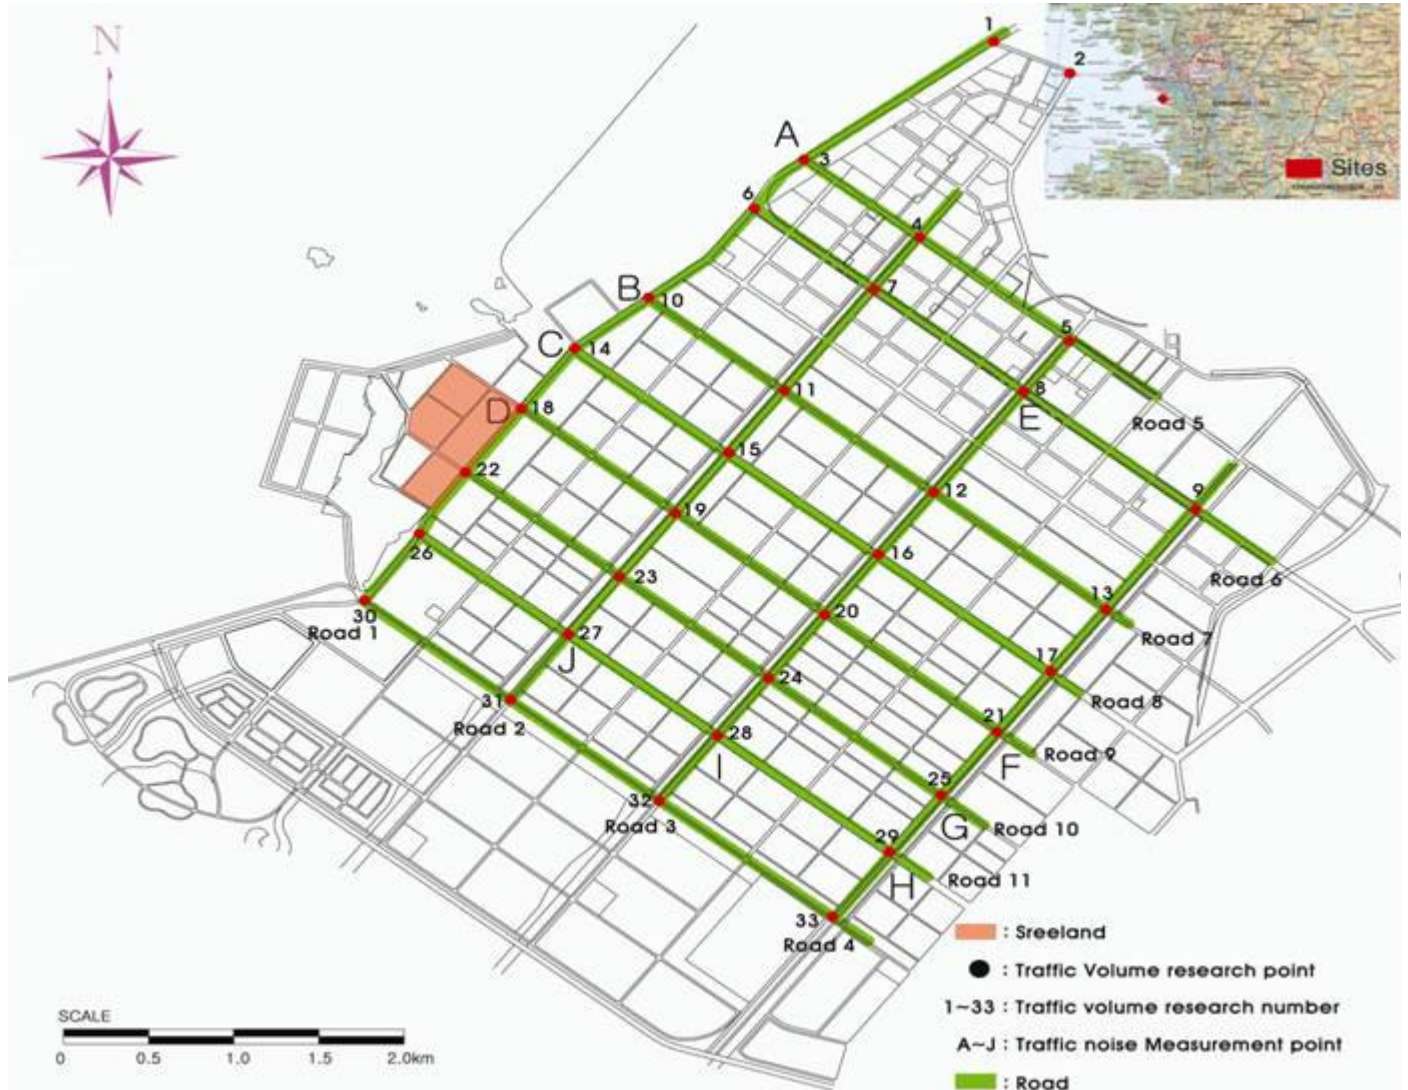 N
1
2
A
3
Sites
6
4
B
10
7
5
C
14
11
8
E
Road 5
D
18
15
12
9
22
19
16
Road 6
26
23
20
13
Road 7
30
Road 1
27
J
24
17
Road 8
31
Road 2
28
I
21
F
Road 9
32
Road 3
25
G
Road 10
29
H
Road 11
33
Road 4
: Sreeland
: Traffic Volume research point
1~33 : Traffic volume research number
A~J : Traffic noise Measurement point
: Road
SCALE
0 0.5 1.0 1.5 2.0km